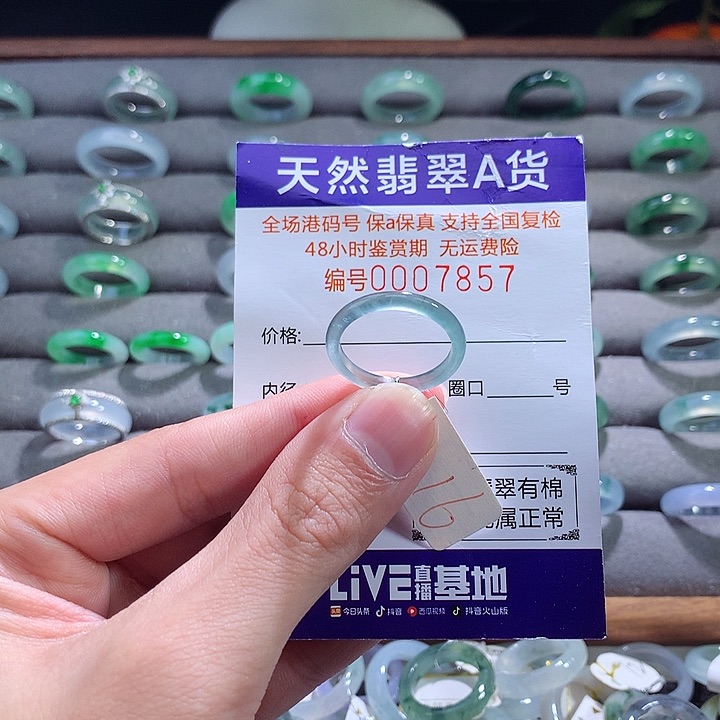 天然翡翠A货
全场港码号 保a保真 支持全国复检
48小时鉴赏期 无运费险
编号0007857
价格:
内径 圈口 号
翠有棉
属正常
16
LiVE直播基地
头条 今日头条 抖音 西瓜视频 抖音火山版